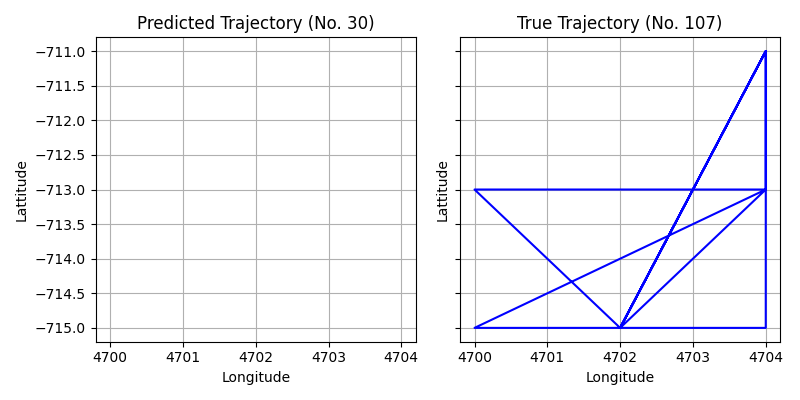 Predicted Trajectory (No. 30)
True Trajectory (No. 107)
−711.0
−711.5
−712.0
−712.5
−713.0
−713.5
−714.0
−714.5
−715.0
Lattitude
Lattitude
4700 4701 4702 4703 4704
4700 4701 4702 4703 4704
Longitude
Longitude